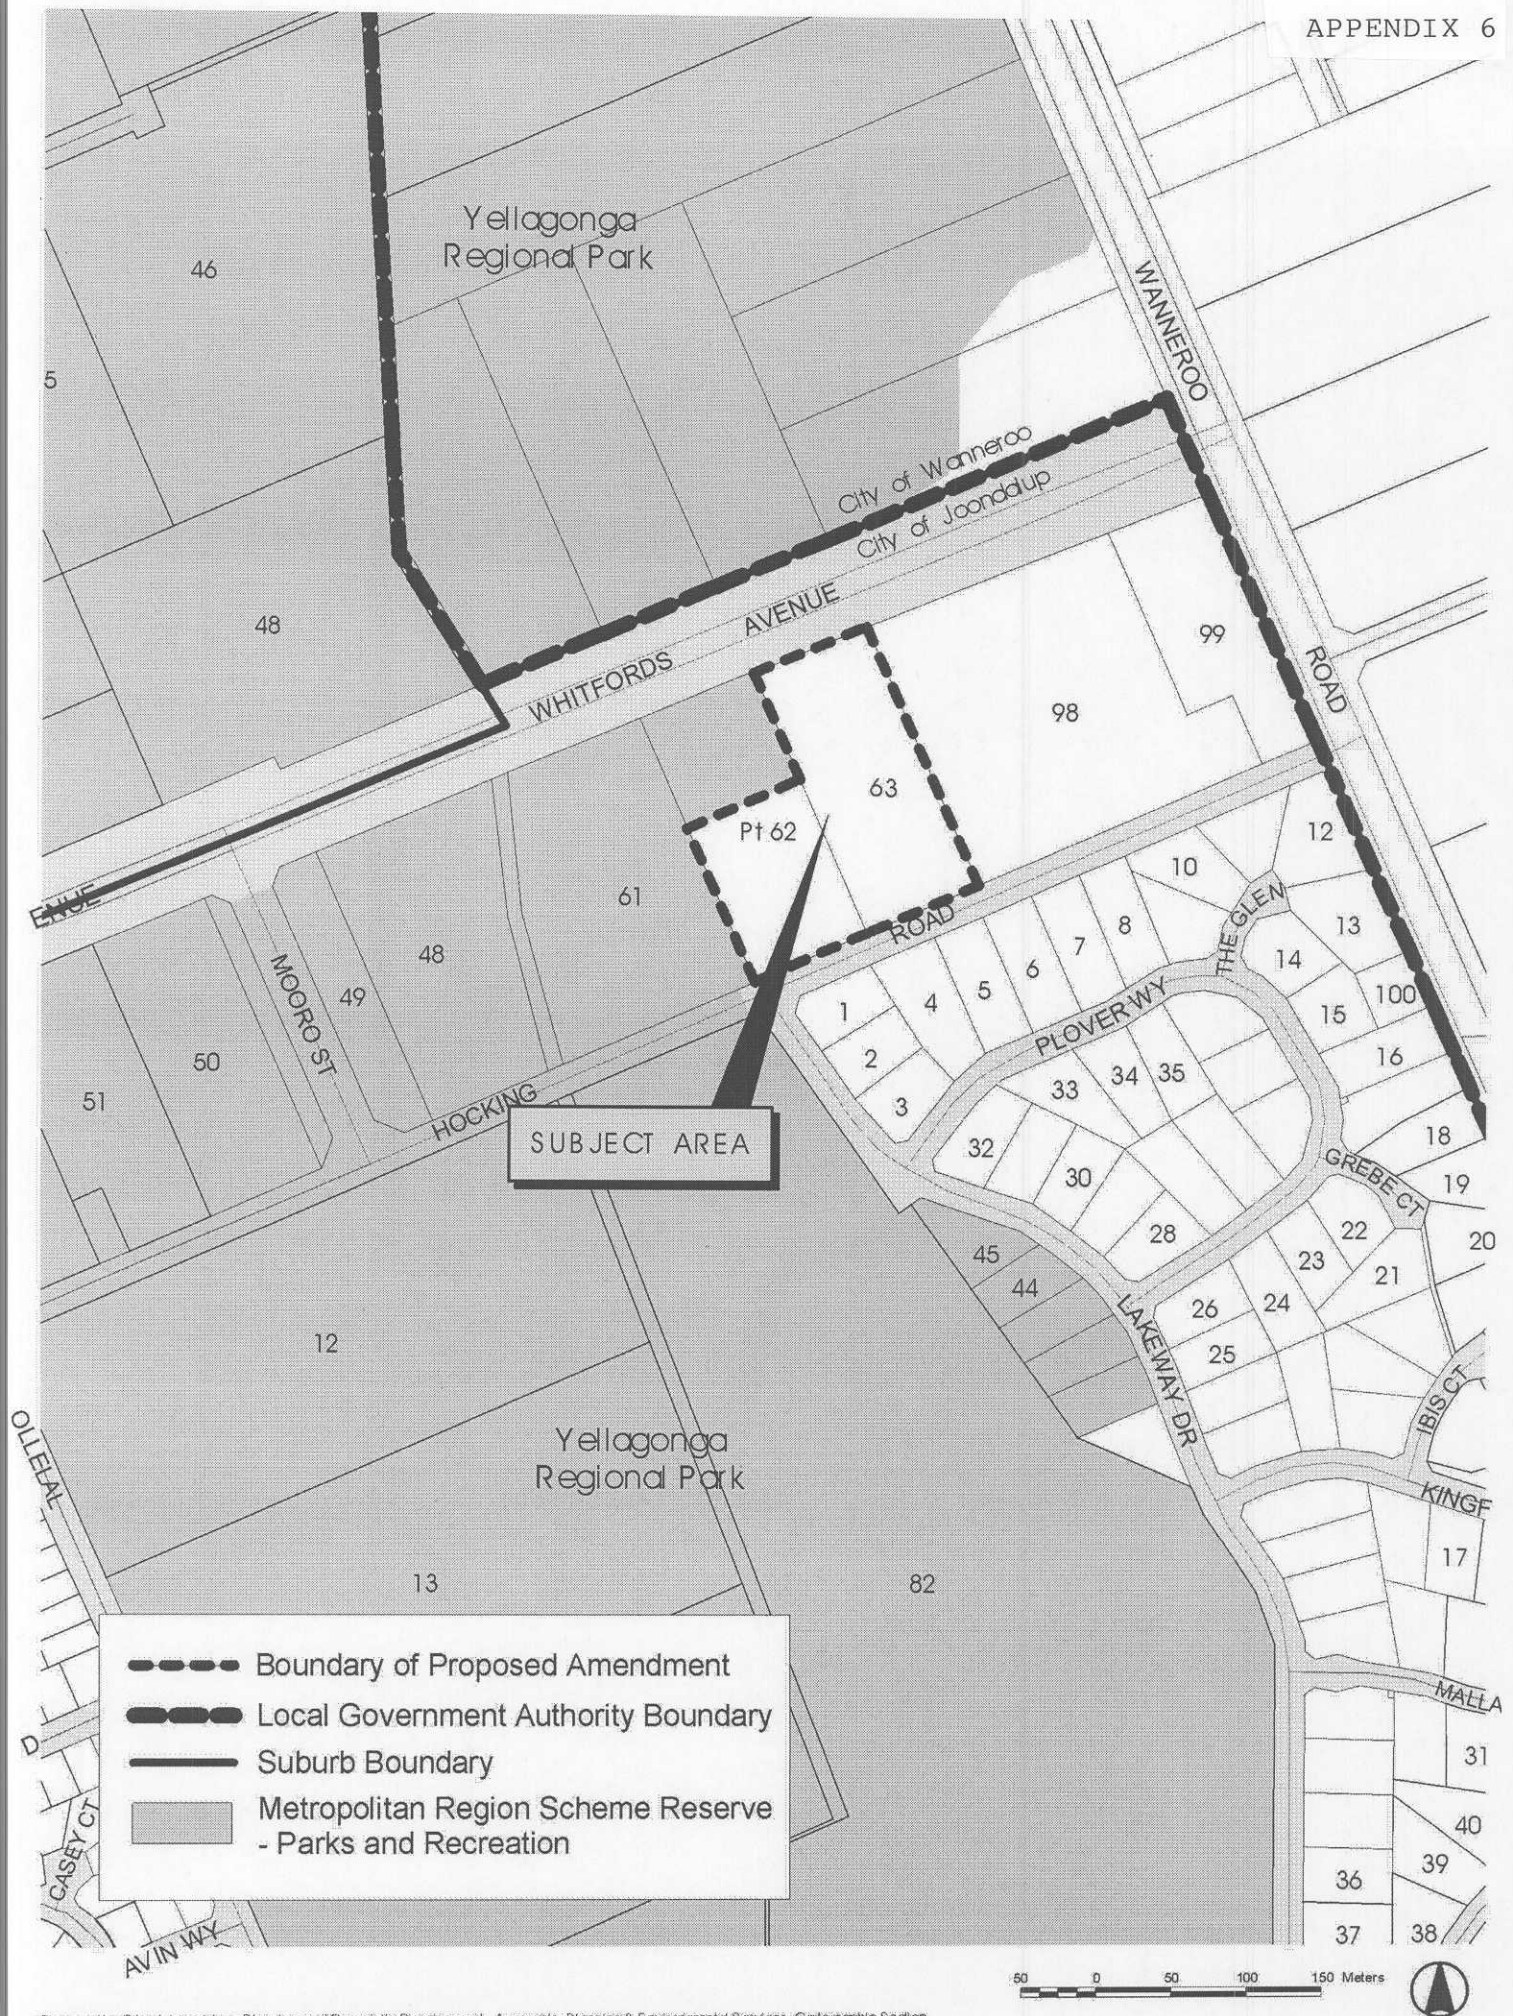 APPENDIX 6
Yellagonga
Regional Park
46
5
WANNEROO
City of Wanneroo
City of Joondalup
48
WHITFORDS
AVENUE
99
ROAD
98
63
Pt 62
12
10
61
ENUE
ROAD
THE GLEN
8
13
7
14
48
6
5
4
100
49
MOORO ST
1
15
PLOVER WY
2
16
50
34
35
33
51
3
HOCKING
18
SUBJECT AREA
32
GREBE CT
30
19
22
28
20
45
23
21
44
24
26
LAKEWAY DR
12
25
IBIS CT
OLLELAL
Yellagonga
Regional Park
KINGF
17
13
82
Boundary of Proposed Amendment
Local Government Authority Boundary
Suburb Boundary
Metropolitan Region Scheme Reserve
- Parks and Recreation
MALLA
D
31
40
CASEY CT
39
36
AVIN WY
37
38
50 0 50 100 150 Meters